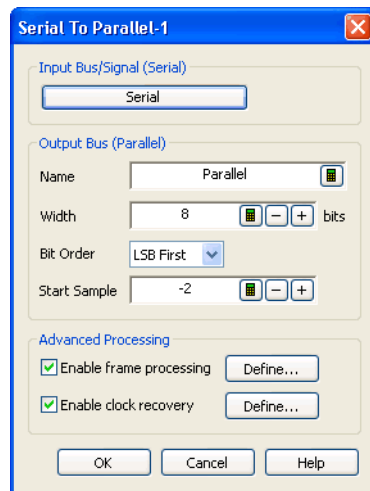 Serial To Parallel-1
Input Bus/Signal (Serial)
Serial
Output Bus (Parallel)
Name Parallel
Width 8 bits
Bit Order LSB First
Start Sample -2
Advanced Processing
Enable frame processing Define...
Enable clock recovery Define...
OK Cancel Help